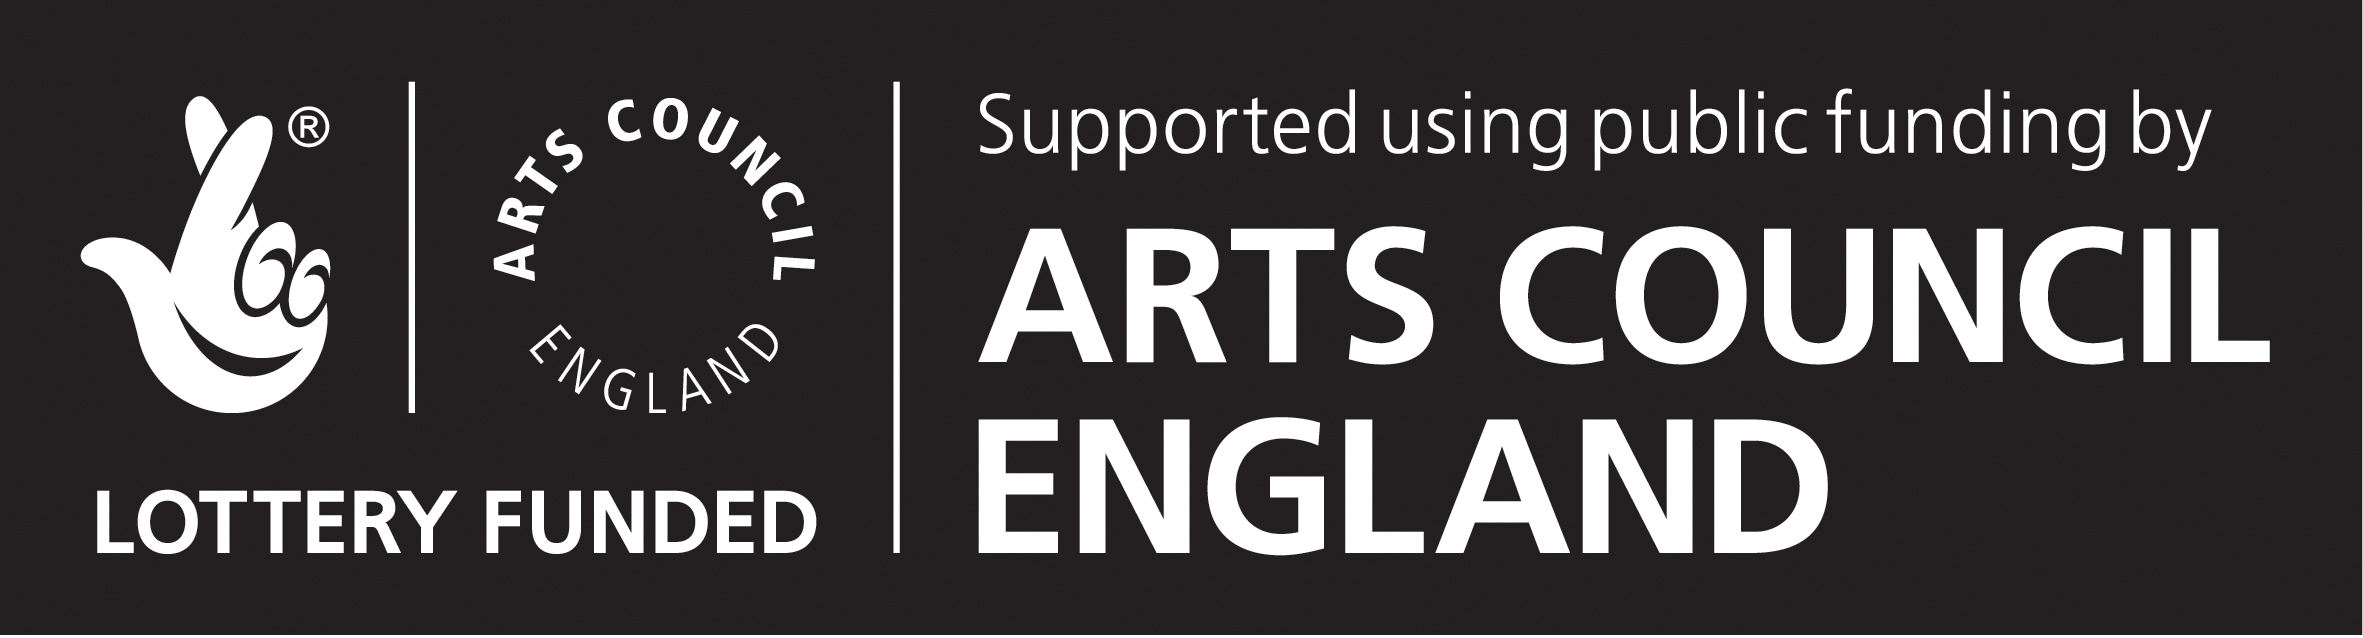 ®
ARTS COUNCIL
ENGLAND
LOTTERY FUNDED
Supported using public funding by
ARTS COUNCIL
ENGLAND